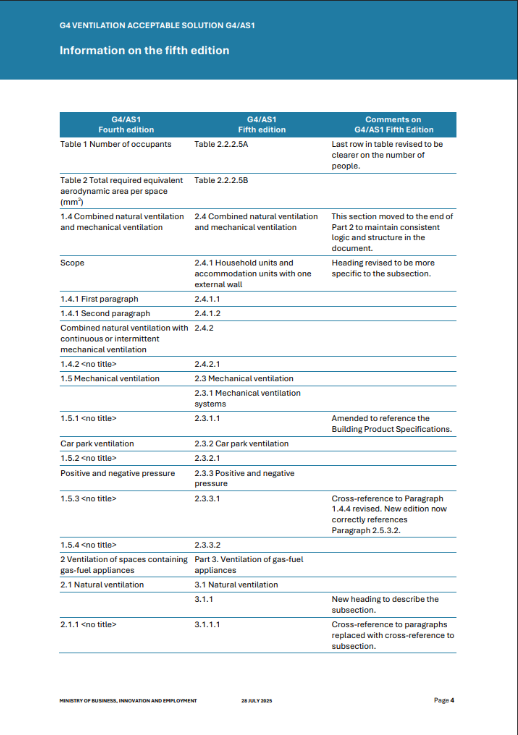 G4 VENTILATION ACCEPTABLE SOLUTION G4/AS1
Information on the fifth edition
G4/AS1 Fourth edition | G4/AS1 Fifth edition | Comments on G4/AS1 Fifth Edition
Table 1 Number of occupants | Table 2.2.2.5A | Last row in table revised to be clearer on the number of people.
Table 2 Total required equivalent aerodynamic area per space (mm²) | Table 2.2.2.5B
1.4 Combined natural ventilation and mechanical ventilation | 2.4 Combined natural ventilation and mechanical ventilation | This section moved to the end of Part 2 to maintain consistent logic and structure in the document.
Scope | 2.4.1 Household units and accommodation units with one external wall | Heading revised to be more specific to the subsection.
1.4.1 First paragraph | 2.4.1.1
1.4.1 Second paragraph | 2.4.1.2
Combined natural ventilation with continuous or intermittent mechanical ventilation | 2.4.2
1.4.2 <no title> | 2.4.2.1
1.5 Mechanical ventilation | 2.3 Mechanical ventilation
2.3.1 Mechanical ventilation systems
1.5.1 <no title> | 2.3.1.1 | Amended to reference the Building Product Specifications.
Car park ventilation | 2.3.2 Car park ventilation
1.5.2 <no title> | 2.3.2.1
Positive and negative pressure | 2.3.3 Positive and negative pressure
1.5.3 <no title> | 2.3.3.1 | Cross-reference to Paragraph 1.4.4 revised. New edition now correctly references Paragraph 2.5.3.2.
1.5.4 <no title> | 2.3.3.2
2 Ventilation of spaces containing gas-fuel appliances | Part 3. Ventilation of gas-fuel appliances
2.1 Natural ventilation | 3.1 Natural ventilation
3.1.1 | New heading to describe the subsection.
2.1.1 <no title> | 3.1.1.1 | Cross-reference to paragraphs replaced with cross-reference to subsection.
MINISTRY OF BUSINESS, INNOVATION AND EMPLOYMENT 28 JULY 2025 Page 4